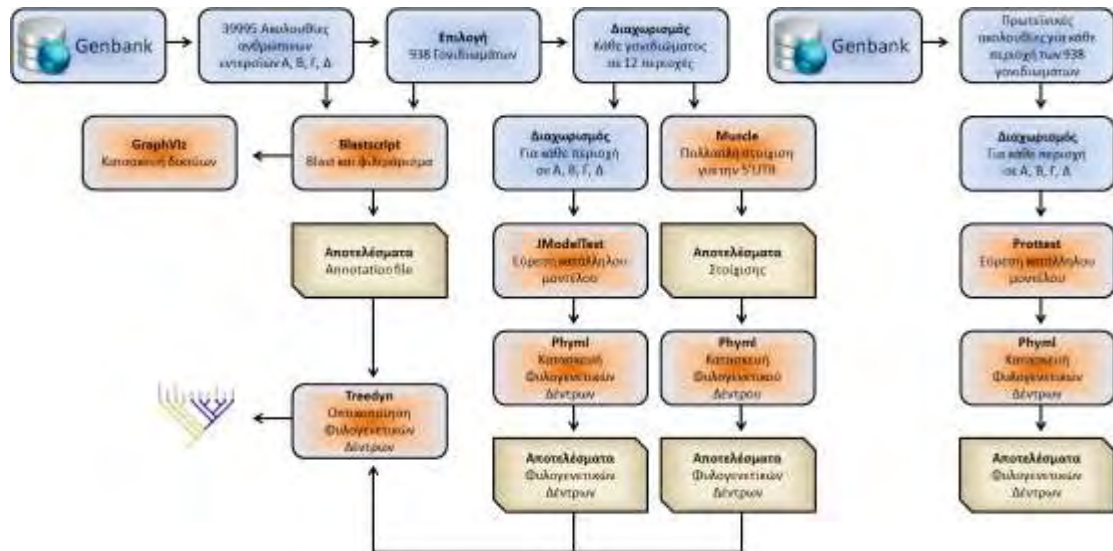 Genbank
39995 Ακολουθίες
ανθρώπινων
εντεροϊών Α, Β, Γ, Δ
Επιλογή
938 Γονιδιωμάτων
Διαχωρισμός
Κάθε γονιδιώματος
σε 12 περιοχές
Genbank
Πρωτεϊνικές
ακολουθίες για κάθε
περιοχή των 938
γονιδιωμάτων
GraphViz
Κατασκευή δικτύων
Blastscript
Blast και φιλτράρισμα
Διαχωρισμός
Για κάθε περιοχή
σε Α, Β, Γ, Δ
Muscle
Πολλαπλή στοίχιση
για την 5'UTR
Διαχωρισμός
Για κάθε περιοχή
σε Α, Β, Γ, Δ
Αποτελέσματα
Annotation file
JModelTest
Εύρεση κατάλληλου
μοντέλου
Αποτελέσματα
Στοίχισης
Prottest
Εύρεση κατάλληλου
μοντέλου
Phyml
Κατασκευή
Φυλογενετικών
Δέντρων
Phyml
Κατασκευή
Φυλογενετικού
Δέντρου
Phyml
Κατασκευή
Φυλογενετικών
Δέντρων
Treedyn
Οπτικοποίηση
Φυλογενετικών
Δέντρων
Αποτελέσματα
Φυλογενετικών
Δέντρων
Αποτελέσματα
Φυλογενετικών
Δέντρων
Αποτελέσματα
Φυλογενετικών
Δέντρων